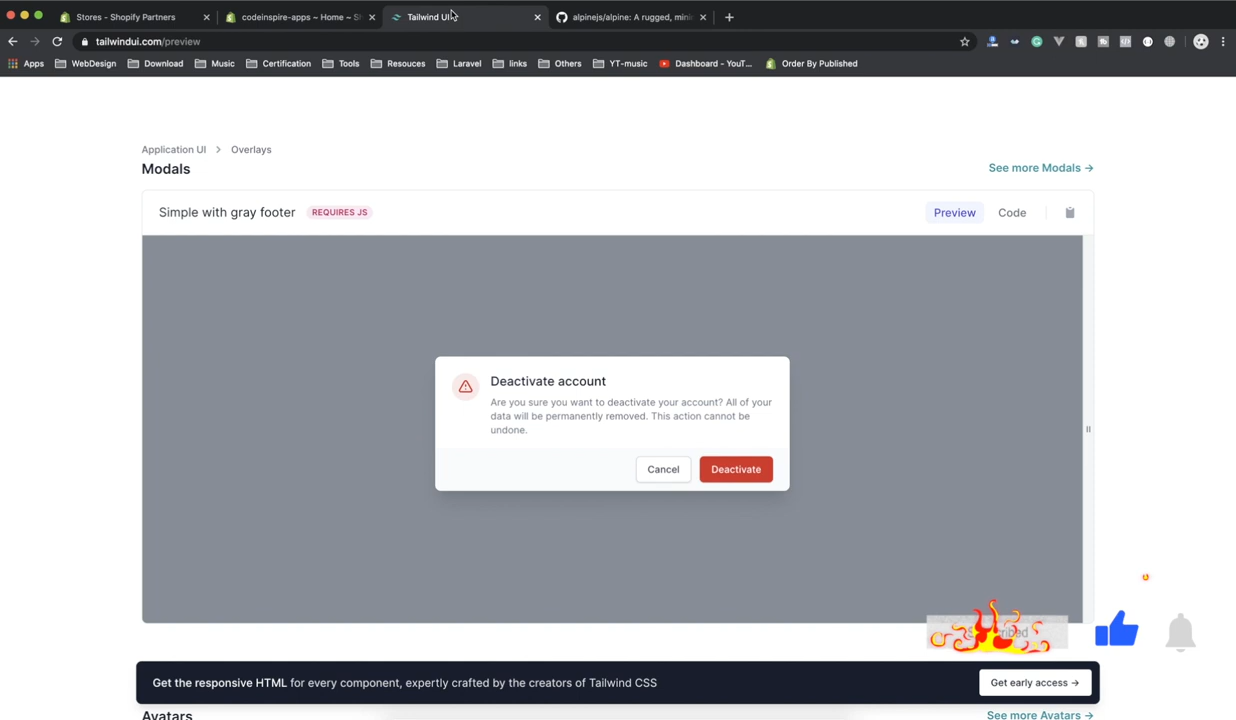 Stores - Shopify Partners
codeinspire-apps ~ Home ~ S
Tailwind UI
alpinejs/alpine: A rugged, mini
tailwindui.com/preview
Apps WebDesign Download Music Certification Tools Resouces Laravel links Others YT-music Dashboard - YouT... Order By Published
Application UI > Overlays
Modals
See more Modals →
Simple with gray footer REQUIRES JS
Preview Code
Deactivate account
Are you sure you want to deactivate your account? All of your
data will be permanently removed. This action cannot be
undone.
Cancel Deactivate
Get the responsive HTML for every component, expertly crafted by the creators of Tailwind CSS
Get early access →
Avatars
See more Avatars →